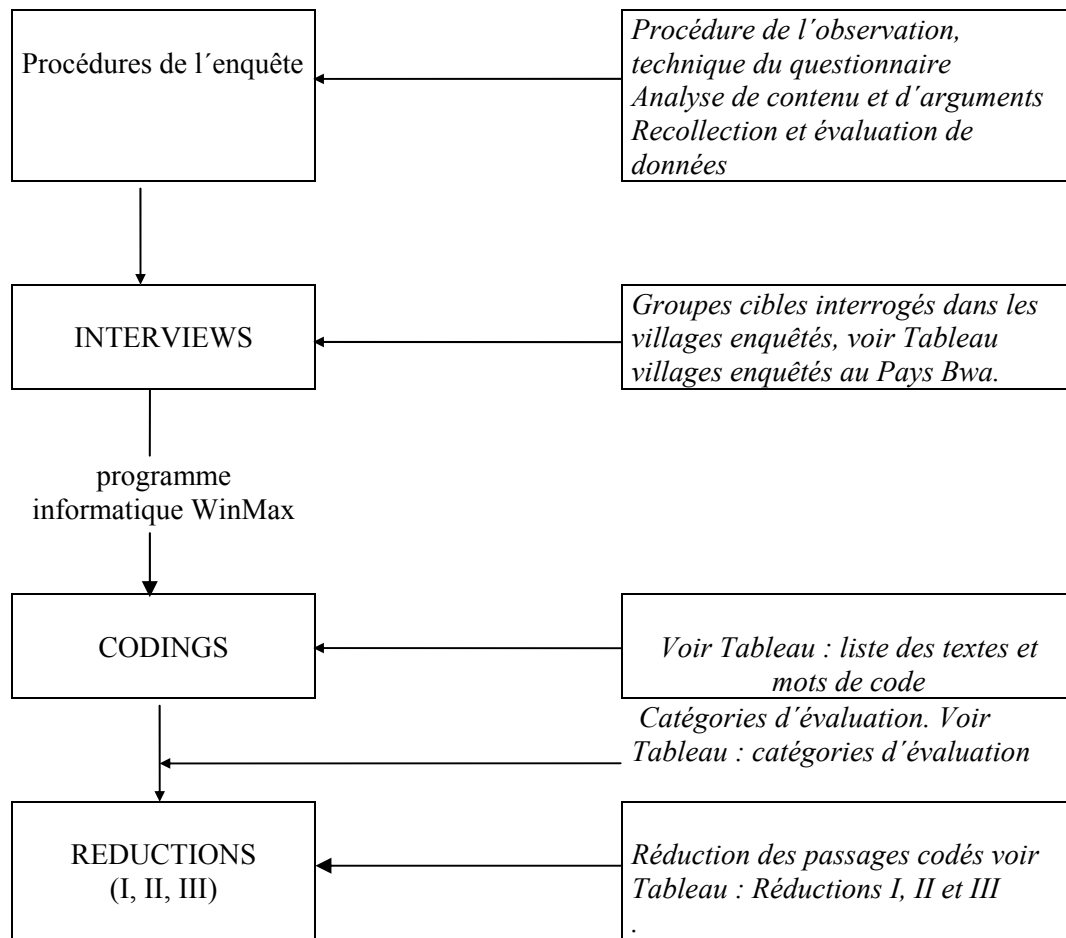 Procédures de l´enquête
Procédure de l´observation,
technique du questionnaire
Analyse de contenu et d´arguments
Recollection et évaluation de
données
INTERVIEWS
Groupes cibles interrogés dans les
villages enquêtés, voir Tableau
villages enquêtés au Pays Bwa.
programme
informatique WinMax
CODINGS
Voir Tableau : liste des textes et
mots de code
Catégories d´évaluation. Voir
Tableau : catégories d´évaluation
REDUCTIONS
(I, II, III)
Réduction des passages codés voir
Tableau : Réductions I, II et III
.